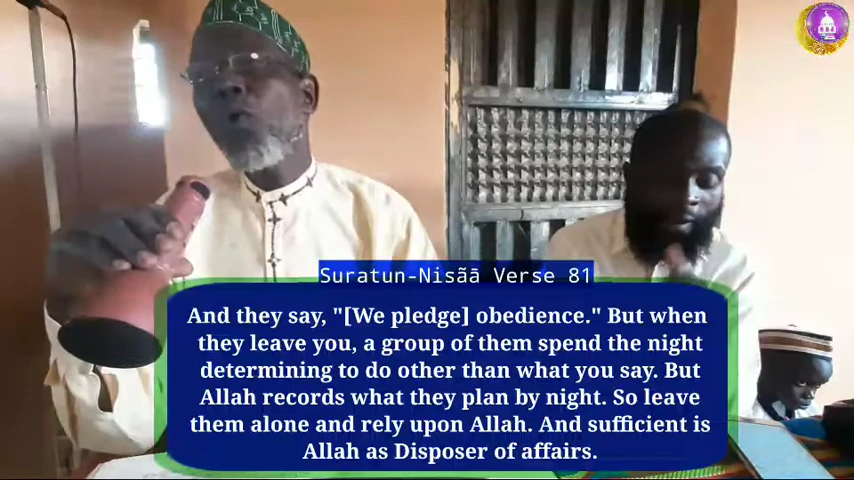 Suratun-Nisãã Verse 81
And they say, "[We pledge] obedience." But when
they leave you, a group of them spend the night
determining to do other than what you say. But
Allah records what they plan by night. So leave
them alone and rely upon Allah. And sufficient is
Allah as Disposer of affairs.